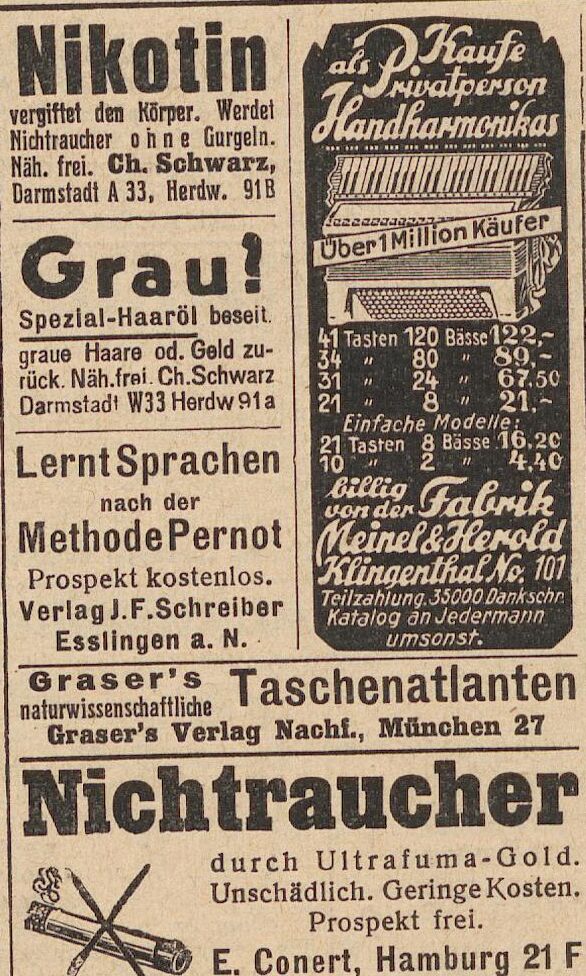 Nikotin
vergiftet den Körper. Werdet
Nichtraucher ohne Gurgeln.
Näh. frei. Ch. Schwarz,
Darmstadt A 33, Herdw. 91B
Grau!
Spezial-Haaröl beseit.
graue Haare od. Geld zu-
rück. Näh.frei. Ch.Schwarz
Darmstadt W33 Herdw 91a
Lernt Sprachen
nach der
Methode Pernot
Prospekt kostenlos.
Verlag J.F.Schreiber
Esslingen a. N.
Kaufe
als Privatperson
Handharmonikas
Über 1 Million Käufer
41 Tasten 120 Bässe 122,-
34 " 80 " 89.-
31 " 24 " 67.50
21 " 8 " 21.-
Einfache Modelle:
21 Tasten 8 Bässe 16.20
10 " 2 " 4.40
billig
von der Fabrik
Meinel & Herold
Klingenthal No. 101
Teilzahlung. 35000 Dankschr.
Katalog an Jedermann
umsonst.
Graser's
naturwissenschaftliche Taschenatlanten
Graser's Verlag Nachf., München 27
Nichtraucher
durch Ultrafuma-Gold.
Unschädlich. Geringe Kosten.
Prospekt frei.
E. Conert, Hamburg 21 F